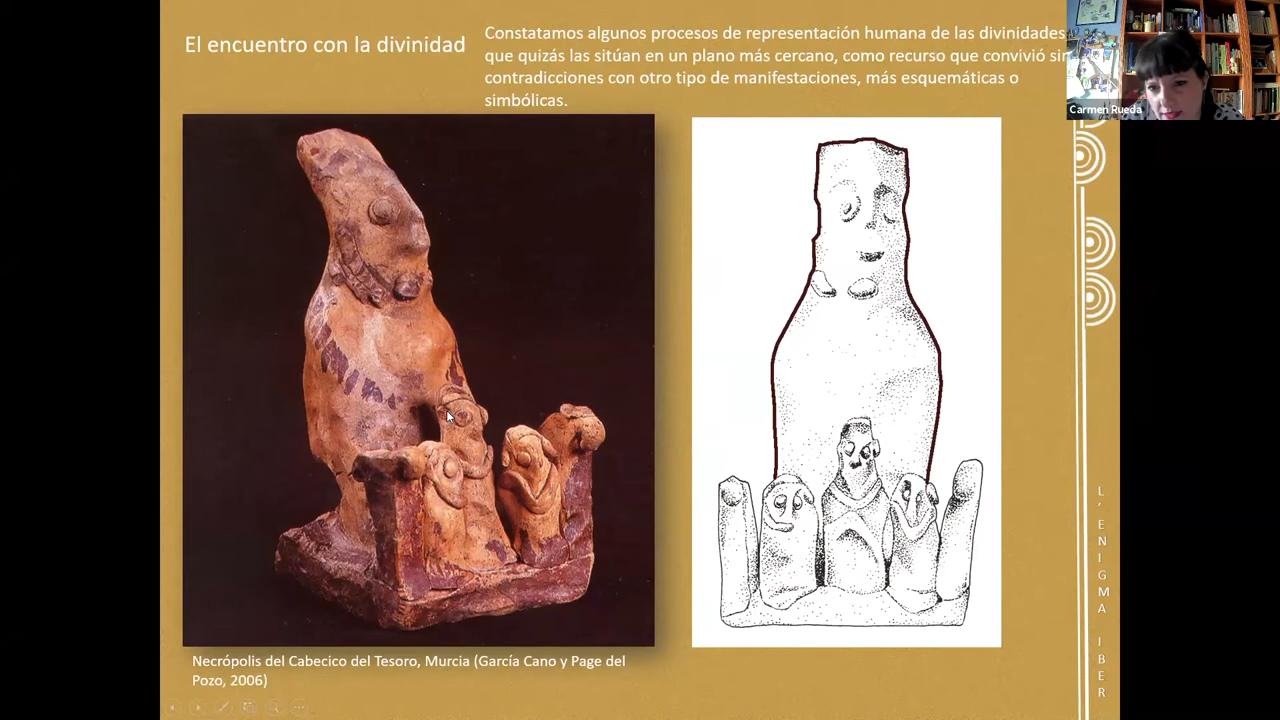 El encuentro con la divinidad
Constatamos algunos procesos de representación humana de las divinidades
que quizás las sitúan en un plano más cercano, como recurso que convivió sin
contradicciones con otro tipo de manifestaciones, más esquemáticas o
simbólicas.
Carmen Rueda
Necrópolis del Cabecico del Tesoro, Murcia (García Cano y Page del
Pozo, 2006)
L'ENIGMA IBER